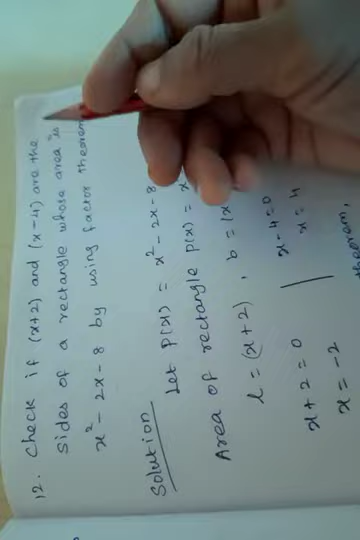 12. Check if (x+2) and (x-4) are the
sides of a rectangle whose area is
x² - 2x - 8 by using factor theorem
Solution
Let P(x) = x² - 2x - 8
Area of rectangle P(x) =
l = (x+2) , b = (x
x + 2 = 0 | x - 4 = 0
x = -2 x = 4
theorem,